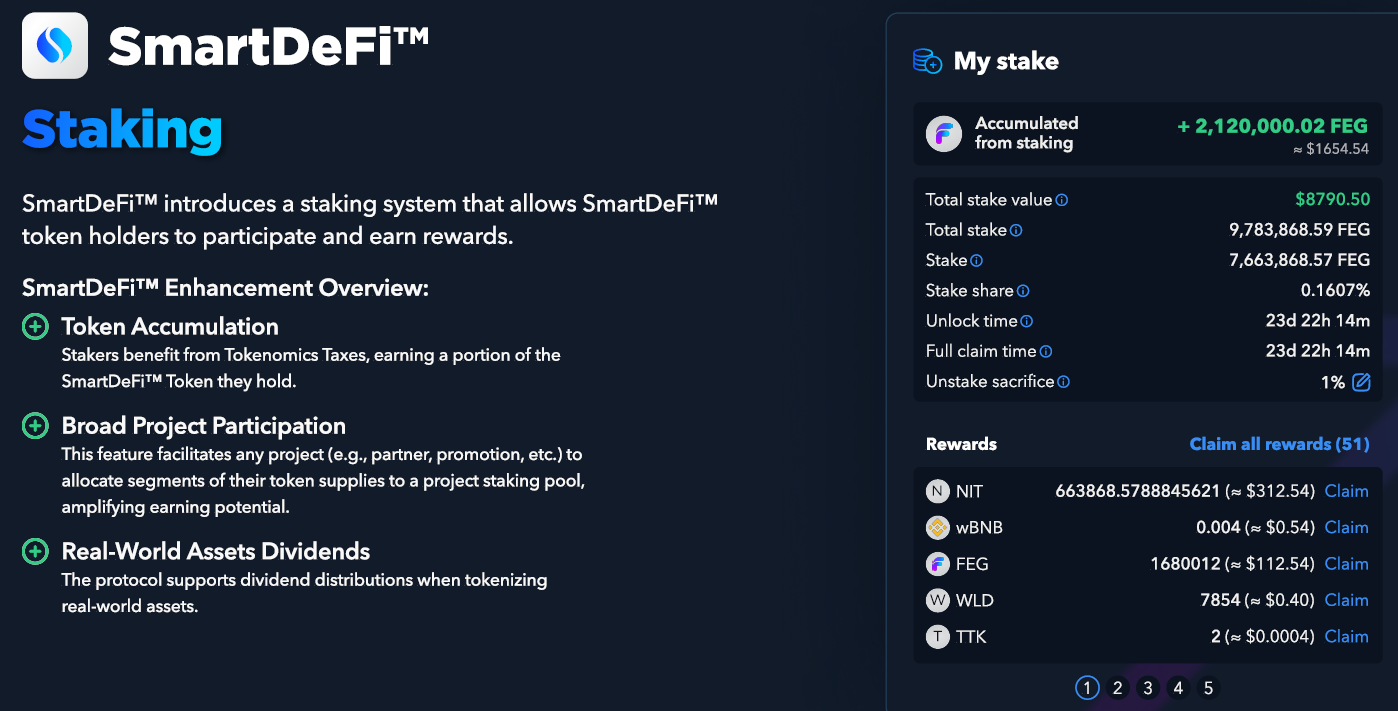 SmartDeFi™
Staking
SmartDeFi™ introduces a staking system that allows SmartDeFi™
token holders to participate and earn rewards.
SmartDeFi™ Enhancement Overview:
Token Accumulation
Stakers benefit from Tokenomics Taxes, earning a portion of the
SmartDeFi™ Token they hold.
Broad Project Participation
This feature facilitates any project (e.g., partner, promotion, etc.) to
allocate segments of their token supplies to a project staking pool,
amplifying earning potential.
Real-World Assets Dividends
The protocol supports dividend distributions when tokenizing
real-world assets.
My stake
Accumulated
from staking
+ 2,120,000.02 FEG
≈ $1654.54
Total stake value $8790.50
Total stake 9,783,868.59 FEG
Stake 7,663,868.57 FEG
Stake share 0.1607%
Unlock time 23d 22h 14m
Full claim time 23d 22h 14m
Unstake sacrifice 1%
Rewards Claim all rewards (51)
N NIT 663868.5788845621 (≈ $312.54) Claim
wBNB 0.004 (≈ $0.54) Claim
FEG 1680012 (≈ $112.54) Claim
W WLD 7854 (≈ $0.40) Claim
T TTK 2 (≈ $0.0004) Claim
1 2 3 4 5